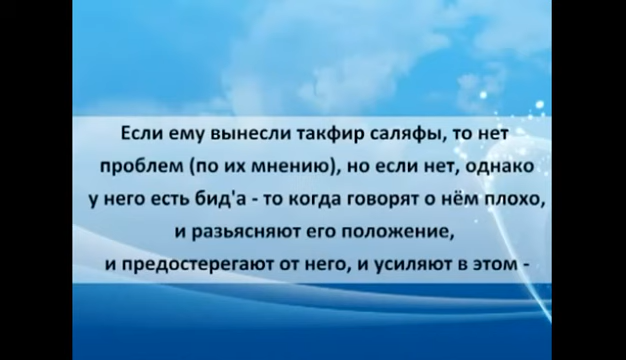 Если ему вынесли такфир саляфы, то нет
проблем (по их мнению), но если нет, однако
у него есть бид'а - то когда говорят о нём плохо,
и разьясняют его положение,
и предостерегают от него, и усиляют в этом -